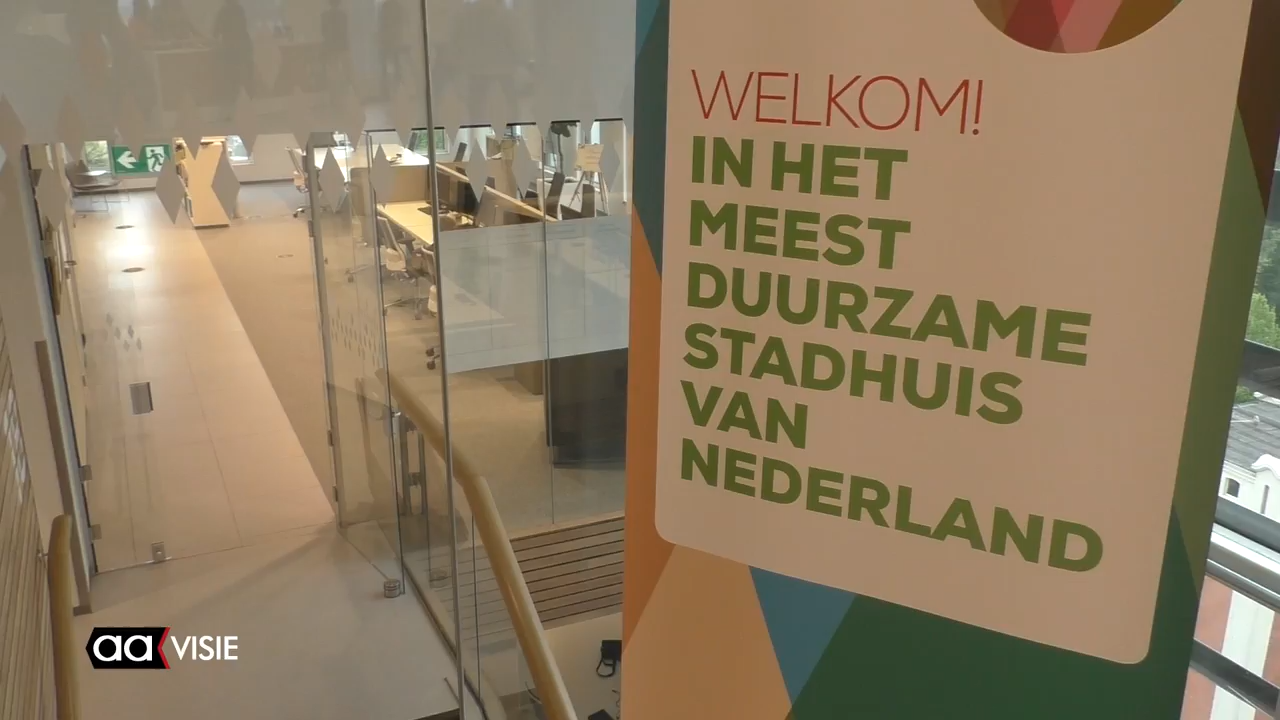 WELKOM!
IN HET
MEEST
DUURZAME
STADHUIS
VAN
NEDERLAND
aa VISIE